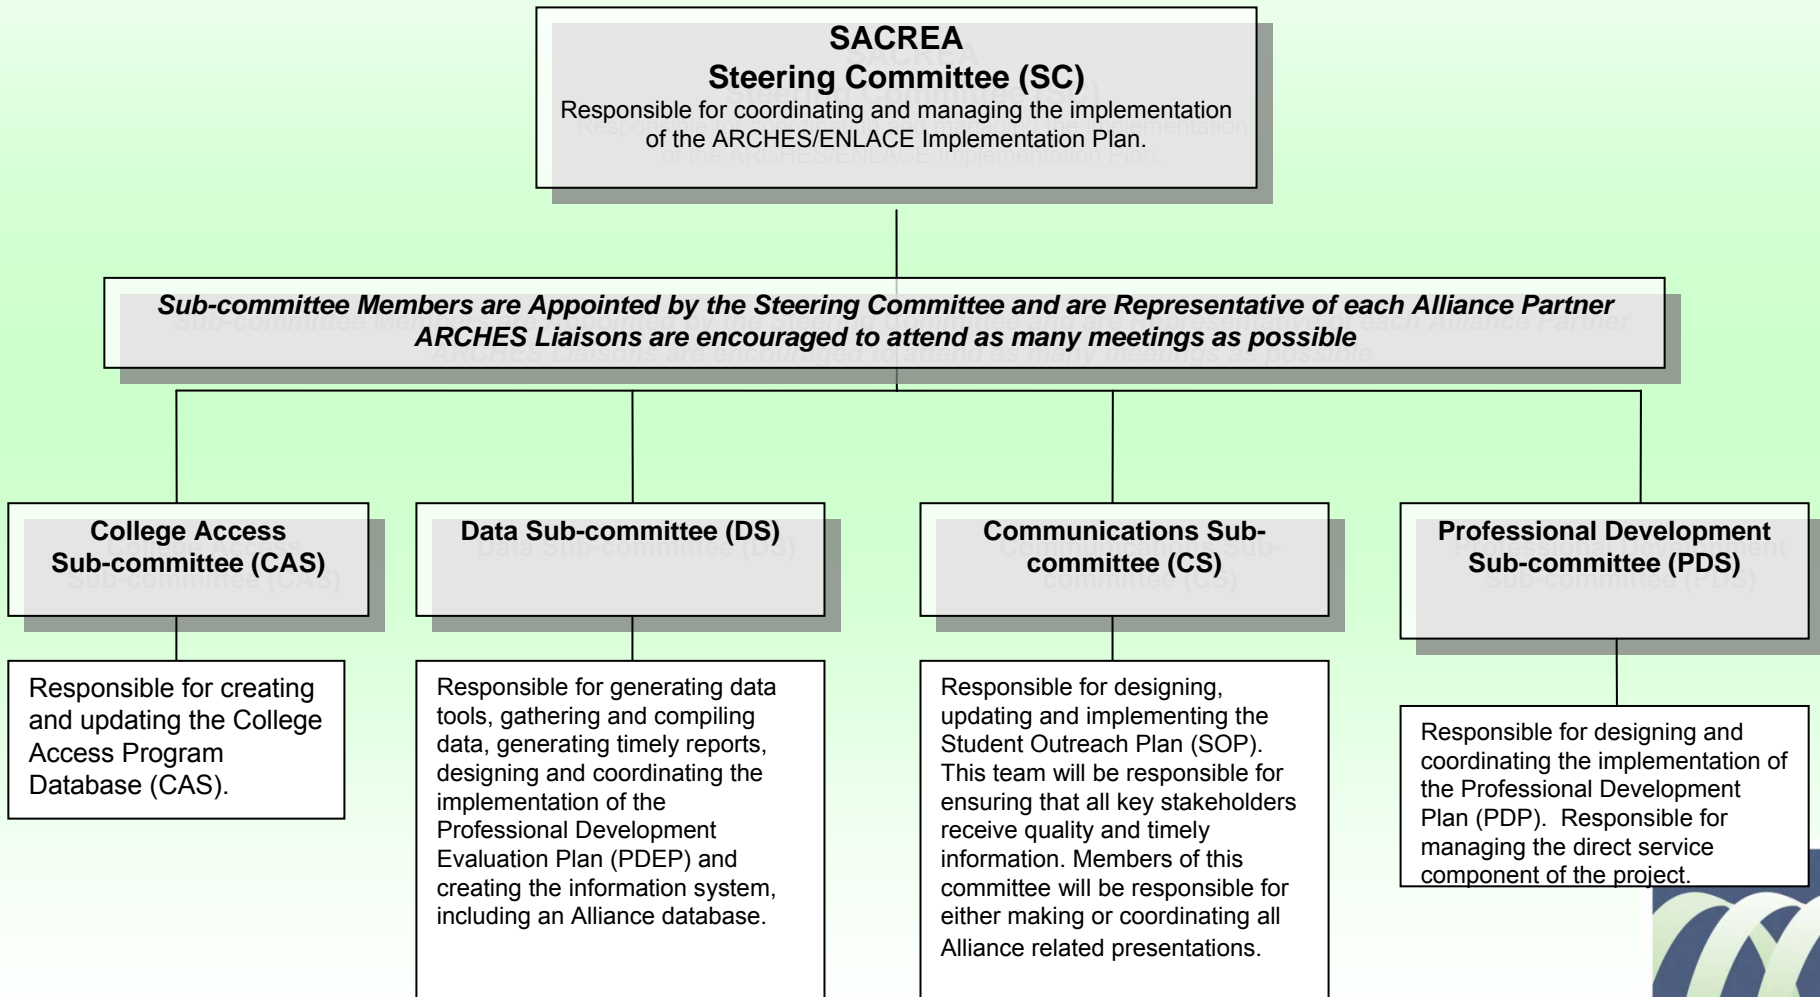 SACREA
Steering Committee (SC)
Responsible for coordinating and managing the implementation
of the ARCHES/ENLACE Implementation Plan.
Sub-committee Members are Appointed by the Steering Committee and are Representative of each Alliance Partner
ARCHES Liaisons are encouraged to attend as many meetings as possible
College Access
Sub-committee (CAS)
Responsible for creating
and updating the College
Access Program
Database (CAS).
Data Sub-committee (DS)
Responsible for generating data
tools, gathering and compiling
data, generating timely reports,
designing and coordinating the
implementation of the
Professional Development
Evaluation Plan (PDEP) and
creating the information system,
including an Alliance database.
Communications Sub-
committee (CS)
Responsible for designing,
updating and implementing the
Student Outreach Plan (SOP).
This team will be responsible for
ensuring that all key stakeholders
receive quality and timely
information. Members of this
committee will be responsible for
either making or coordinating all
Alliance related presentations.
Professional Development
Sub-committee (PDS)
Responsible for designing and
coordinating the implementation of
the Professional Development
Plan (PDP).  Responsible for
managing the direct service
component of the project.